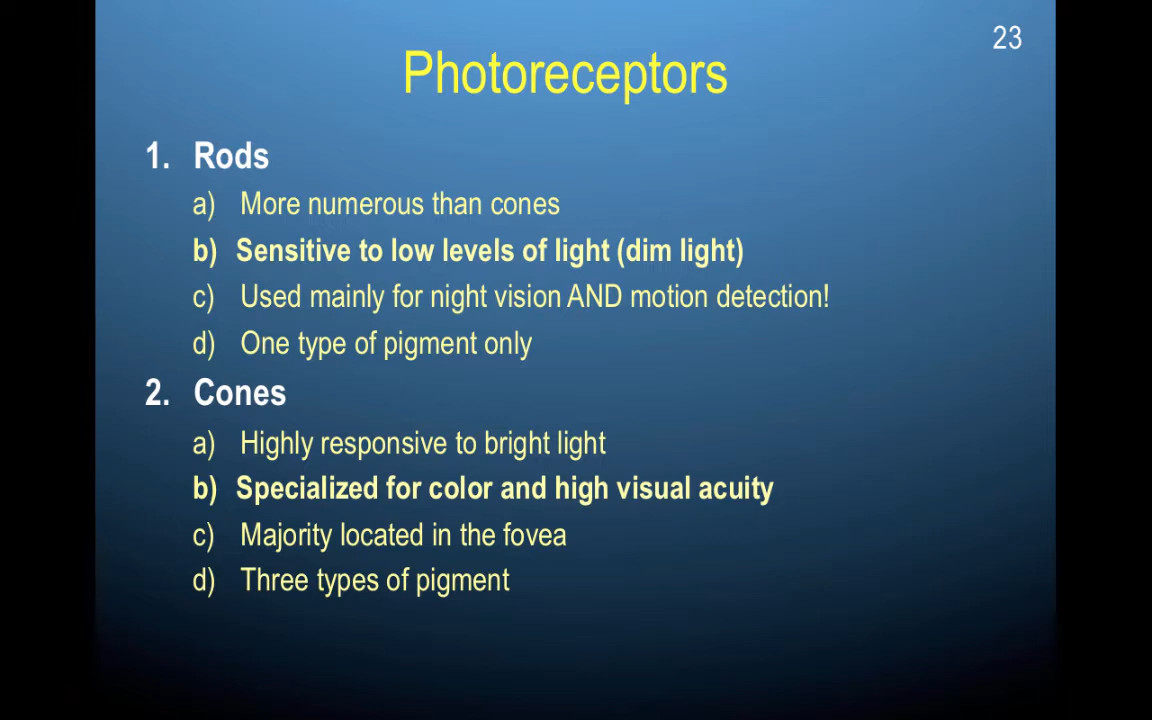 23
Photoreceptors
1. Rods
a) More numerous than cones
b) Sensitive to low levels of light (dim light)
c) Used mainly for night vision AND motion detection!
d) One type of pigment only
2. Cones
a) Highly responsive to bright light
b) Specialized for color and high visual acuity
c) Majority located in the fovea
d) Three types of pigment